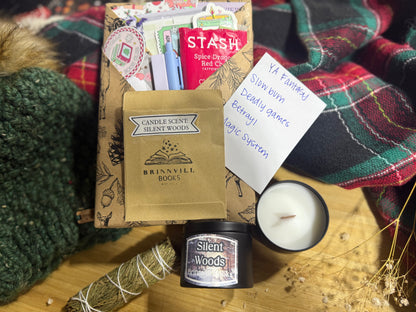 STASH
Spice Dragon
Red Chai
CANDLE SCENT
SILENT WOODS
BRINNVILL
BOOKS
YA Fantasy
Slow burn
Deadly games
Betrayl
Magic System
Silent
Woods